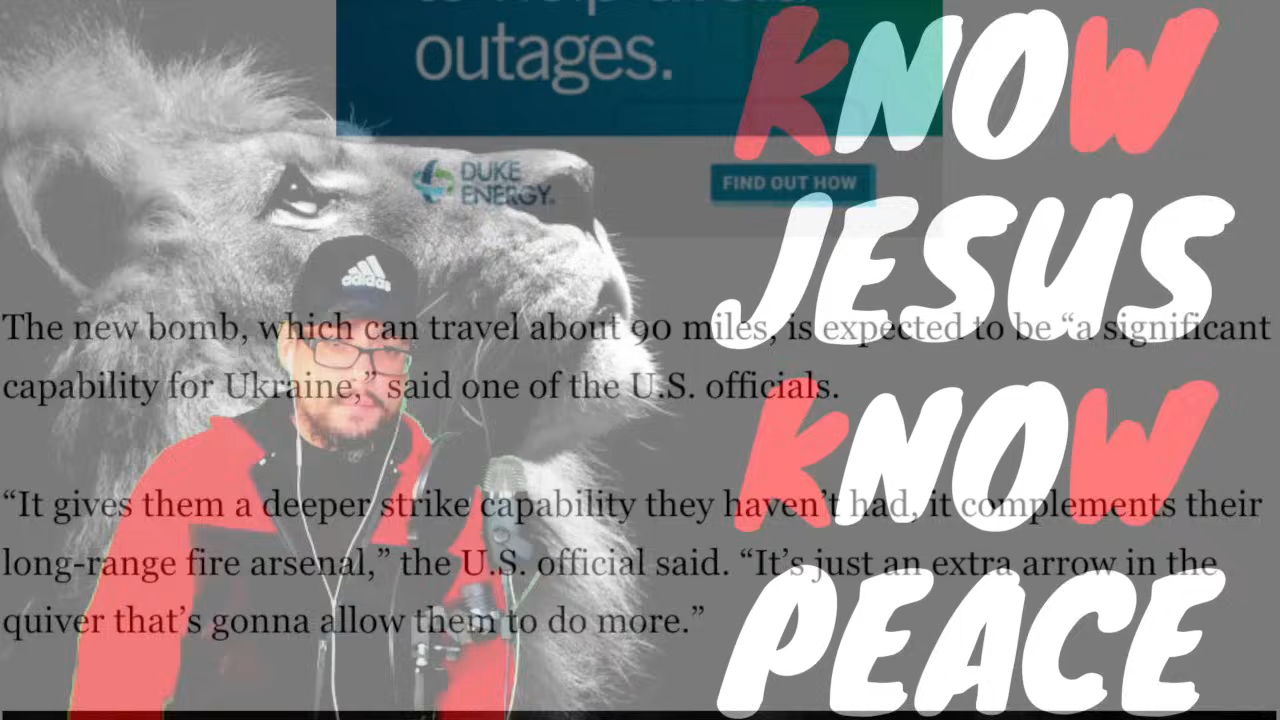 to help avoid
outages.
DUKE
ENERGY.
FIND OUT HOW
KNOW
JESUS
KNOW
PEACE
adidas
The new bomb, which can travel about 90 miles, is expected to be “a significant
capability for Ukraine,” said one of the U.S. officials.
“It gives them a deeper strike capability they haven’t had, it complements their
long-range fire arsenal,” the U.S. official said. “It’s just an extra arrow in the
quiver that’s gonna allow them to do more.”